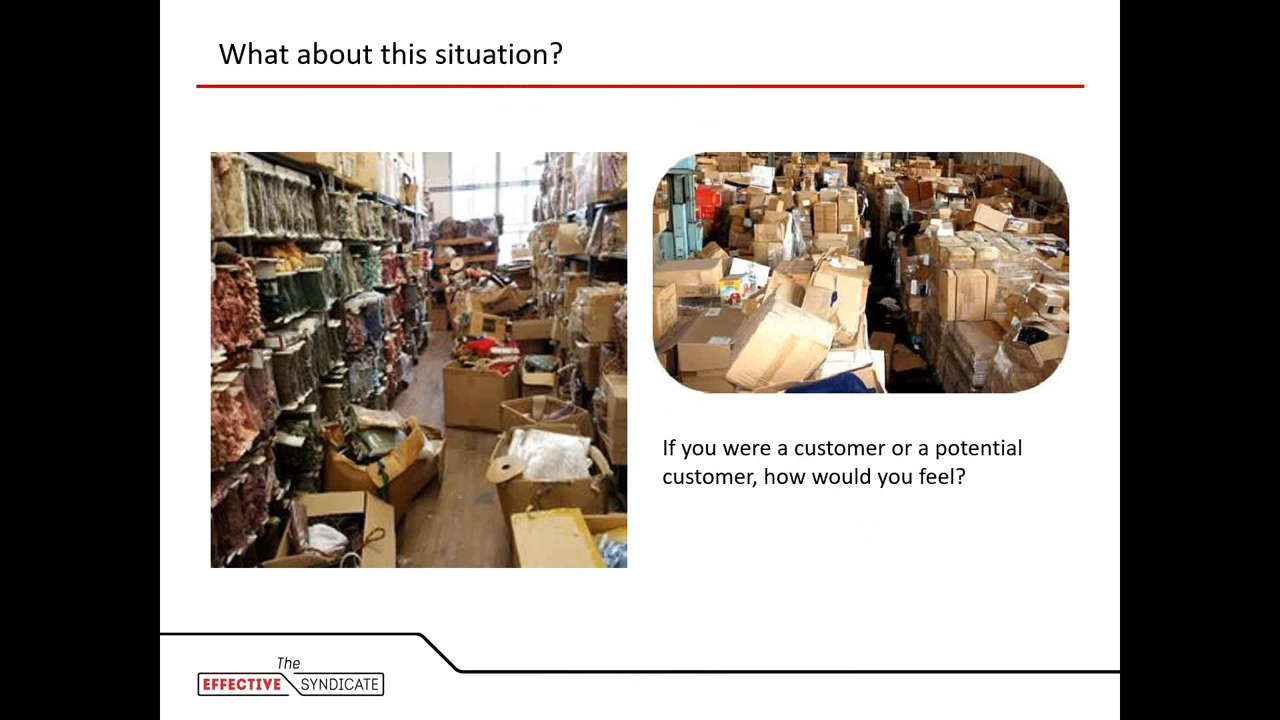 What about this situation?
If you were a customer or a potential
customer, how would you feel?
The
EFFECTIVE SYNDICATE